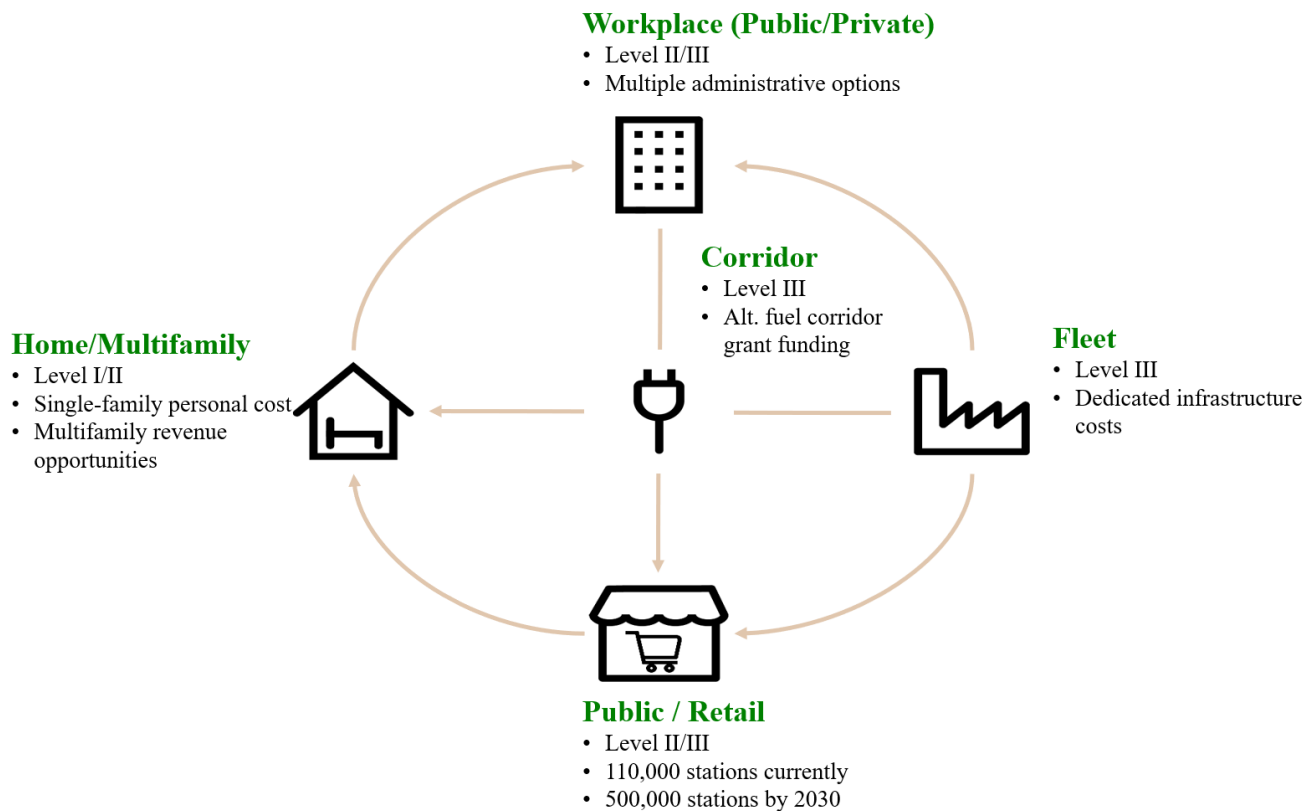 Workplace (Public/Private)
• Level II/III
• Multiple administrative options
Corridor
• Level III
• Alt. fuel corridor
grant funding
Home/Multifamily
• Level I/II
• Single-family personal cost
• Multifamily revenue
opportunities
Fleet
• Level III
• Dedicated infrastructure
costs
Public / Retail
• Level II/III
• 110,000 stations currently
• 500,000 stations by 2030